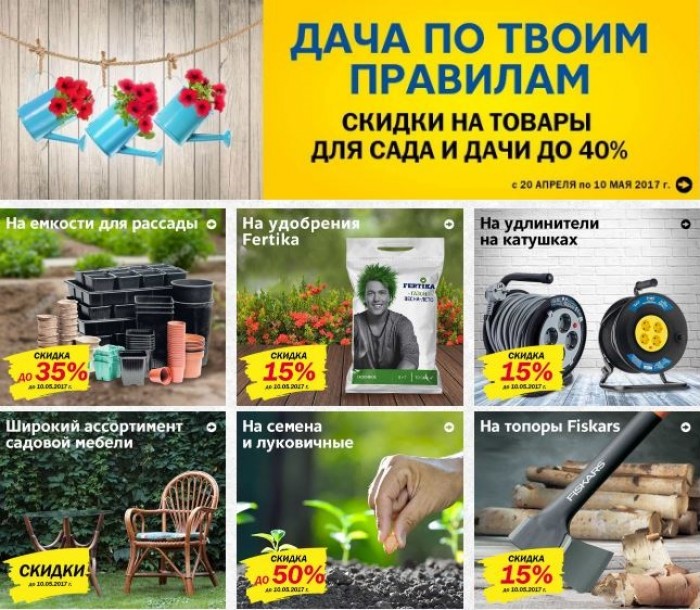 ДАЧА ПО ТВОИМ
ПРАВИЛАМ
СКИДКИ НА ТОВАРЫ
ДЛЯ САДА И ДАЧИ ДО 40%
с 20 АПРЕЛЯ по 10 МАЯ 2017 г.
На емкости для рассады
СКИДКА
ДО 35%
до 10.05.2017 г.
На удобрения
Fertika
FERTIKA
СКИДКА
15%
до 10.05.2017 г.
На удлинители
на катушках
СКИДКА
15%
до 10.05.2017 г.
Широкий ассортимент
садовой мебели
СКИДКИ
до 10.05.2017 г.
На семена
и луковичные
СКИДКА
ДО 50%
до 10.05.2017 г.
На топоры Fiskars
FISKARS
СКИДКА
15%
до 10.05.2017 г.